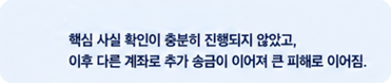 핵심 사실 확인이 충분히 진행되지 않았고,
이후 다른 계좌로 추가 송금이 이어져 큰 피해로 이어짐.